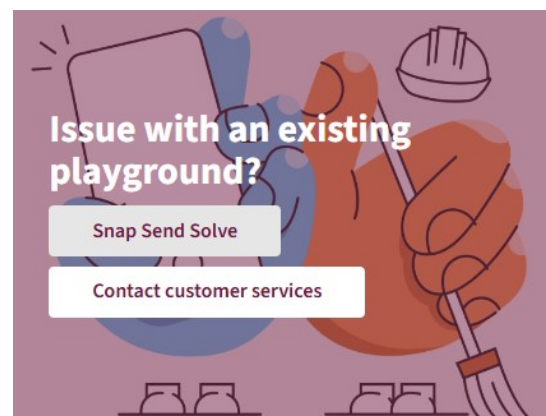 Issue with an existing
playground?
Snap Send Solve
Contact customer services